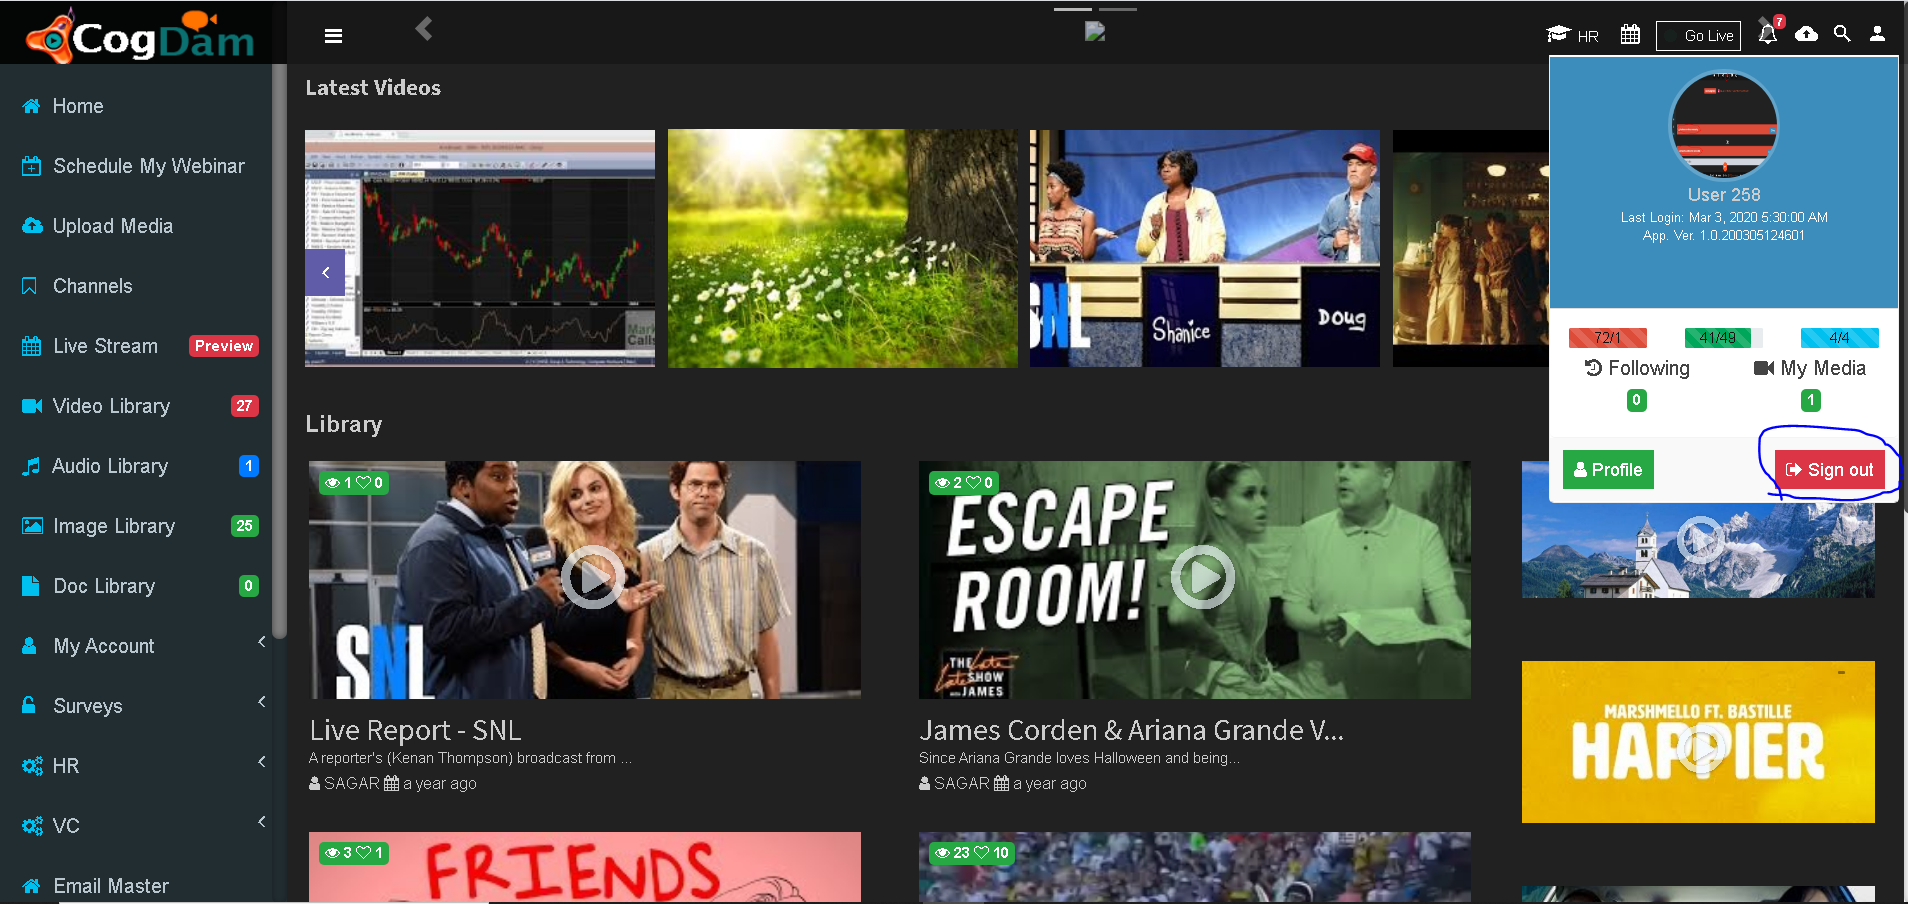 CogDam
HR
Go Live
7
Home
Schedule My Webinar
Upload Media
Channels
Live Stream Preview
Video Library 27
Audio Library 1
Image Library 25
Doc Library 0
My Account
Surveys
HR
VC
Email Master
Latest Videos
SNL
Shanice
Doug
User 258
Last Login: Mar 3, 2020 5:30:00 AM
App. Ver. 1.0.200305124601
72/1
41/49
4/4
Following
My Media
0
1
Profile
Sign out
Library
1 0
SNL
Live Report - SNL
A reporter's (Kenan Thompson) broadcast from ...
SAGAR a year ago
2 0
ESCAPE
ROOM!
THE
Late Late
SHOW
WITH JAMES
James Corden & Ariana Grande V...
Since Ariana Grande loves Halloween and being...
SAGAR a year ago
MARSHMELLO FT. BASTILLE
HAPPIER
3 1
FRIENDS
23 10